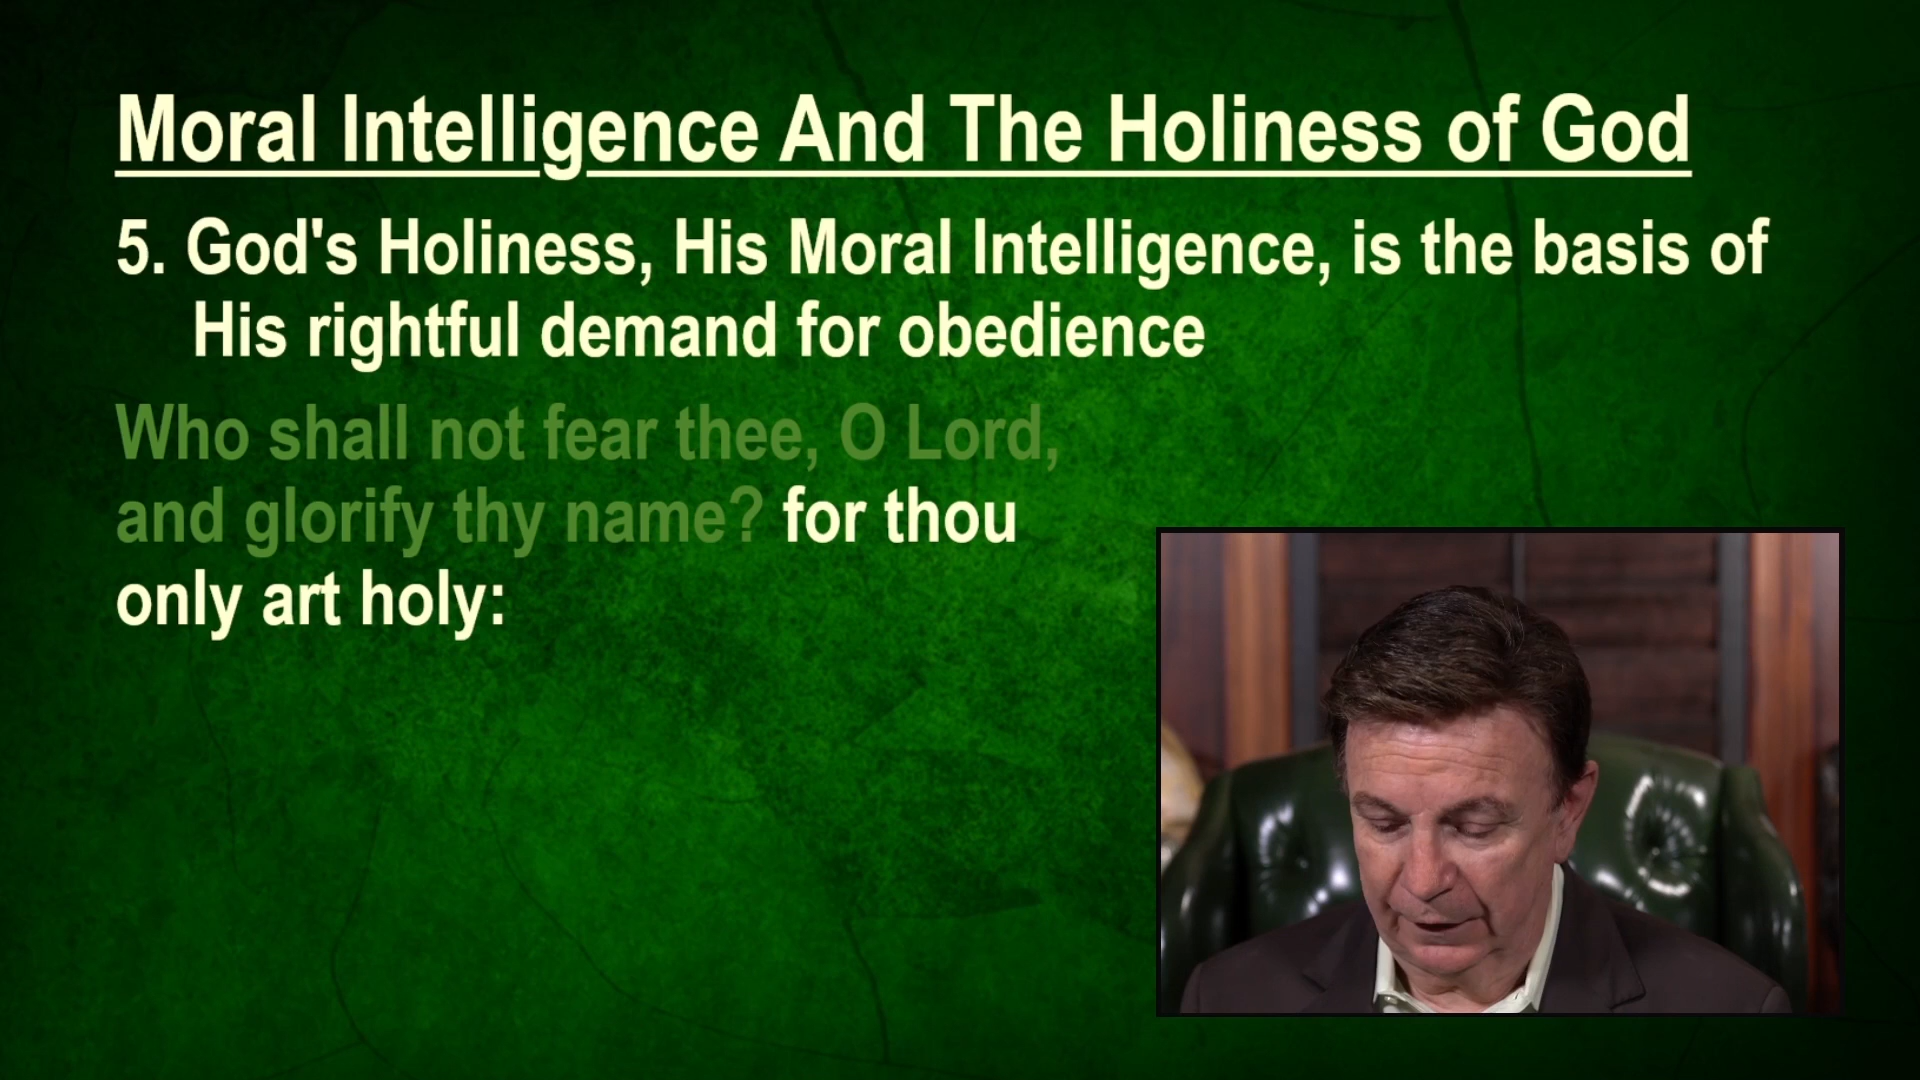 Moral Intelligence And The Holiness of God
5. God's Holiness, His Moral Intelligence, is the basis of
His rightful demand for obedience
Who shall not fear thee, O Lord,
and glorify thy name? for thou
only art holy: